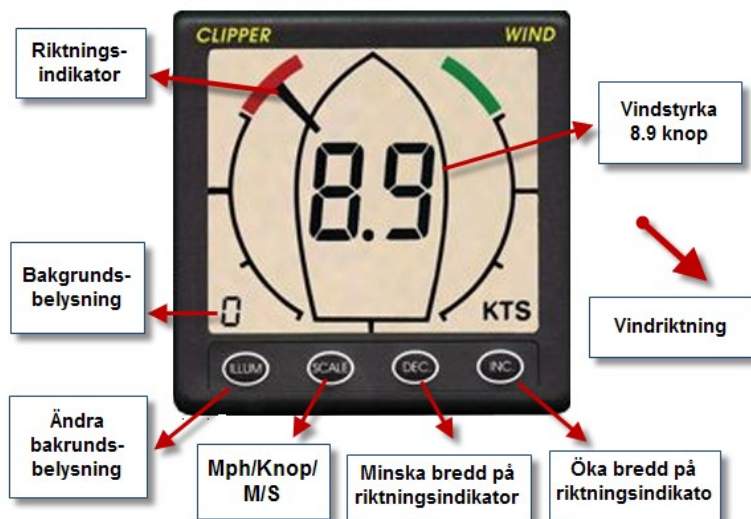 CLIPPER WIND
Riktnings-
indikator
8.9
Vindstyrka
8.9 knop
Bakgrunds-
belysning
0
KTS
Vindriktning
ILLUM SCALE DEC. INC.
Ändra
bakrunds-
belysning
Mph/Knop/
M/S
Minska bredd på
riktningsindikator
Öka bredd på
riktningsindikato